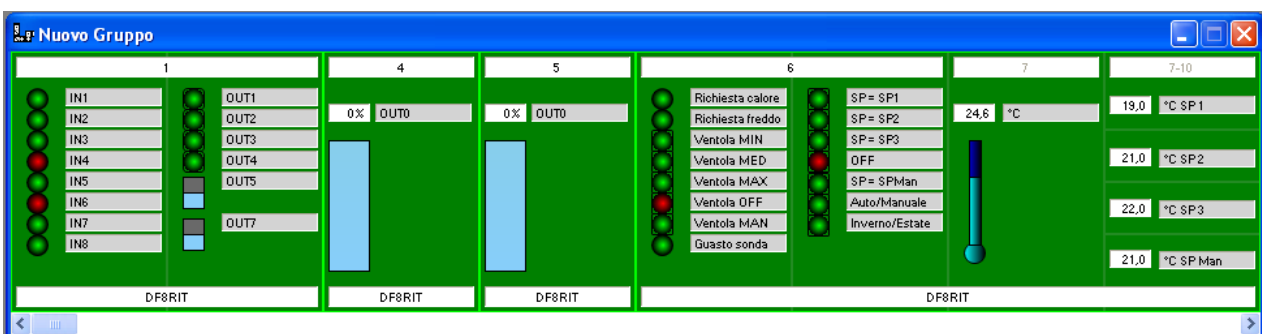 Nuovo Gruppo
1
4
5
6
7
7-10
IN1
IN2
IN3
IN4
IN5
IN6
IN7
IN8
OUT1
OUT2
OUT3
OUT4
OUT5
OUT7
0% OUT0
0% OUT0
Richiesta calore
Richiesta freddo
Ventola MIN
Ventola MED
Ventola MAX
Ventola OFF
Ventola MAN
Guasto sonda
SP= SP1
SP= SP2
SP= SP3
OFF
SP= SPMan
Auto/Manuale
Inverno/Estate
24,6 °C
19,0 °C SP1
21,0 °C SP2
22,0 °C SP3
21,0 °C SP Man
DF8RIT
DF8RIT
DF8RIT
DF8RIT